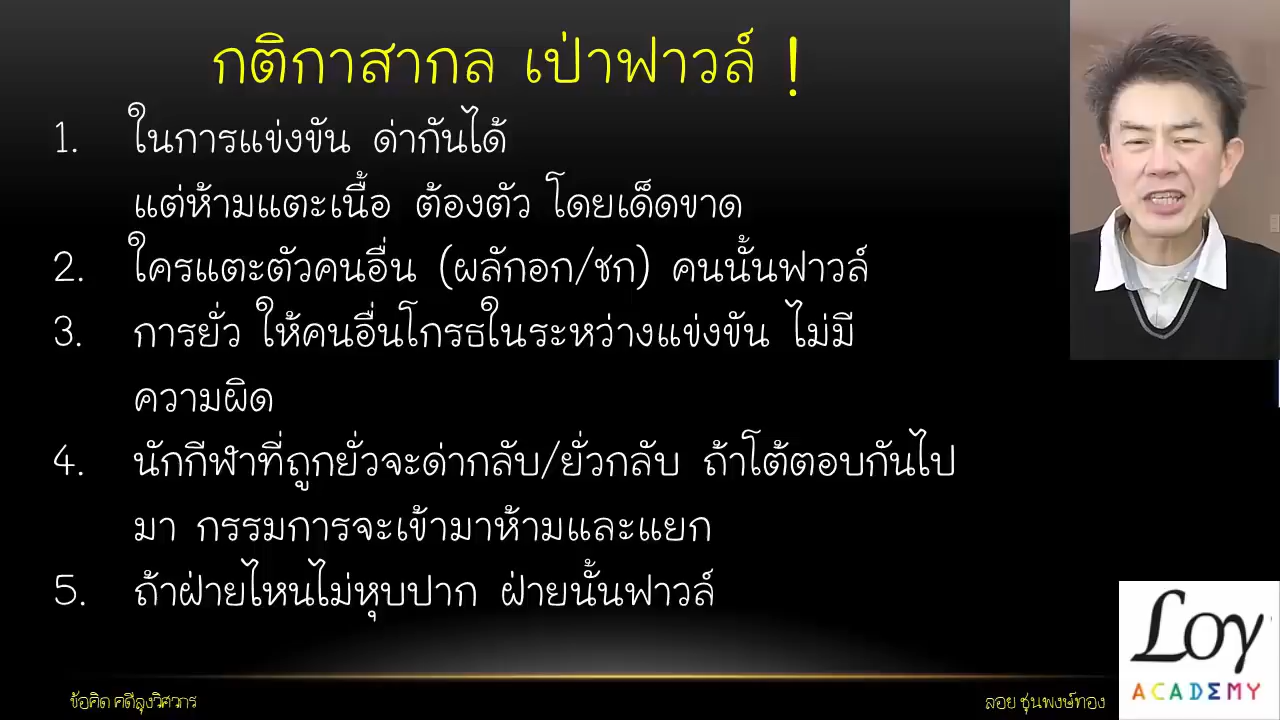 กติกาสากล เป่าฟาวล์ !
1. ในการแข่งขัน ด่ากันได้
แต่ห้ามแตะเนื้อ ต้องตัว โดยเด็ดขาด
2. ใครแตะตัวคนอื่น (ผลักอก/ชก) คนนั้นฟาวล์
3. การยั่ว ให้คนอื่นโกรธในระหว่างแข่งขัน ไม่มี
ความผิด
4. นักกีฬาที่ถูกยั่วจะด่ากลับ/ยั่วกลับ ถ้าโต้ตอบกันไป
มา กรรมการจะเข้ามาห้ามและแยก
5. ถ้าฝ่ายไหนไม่หุบปาก ฝ่ายนั้นฟาวล์
Loy
ACADEMY
ข้อคิด คดีลุงวิศวกร
ลอย ชุนพงษ์ทอง